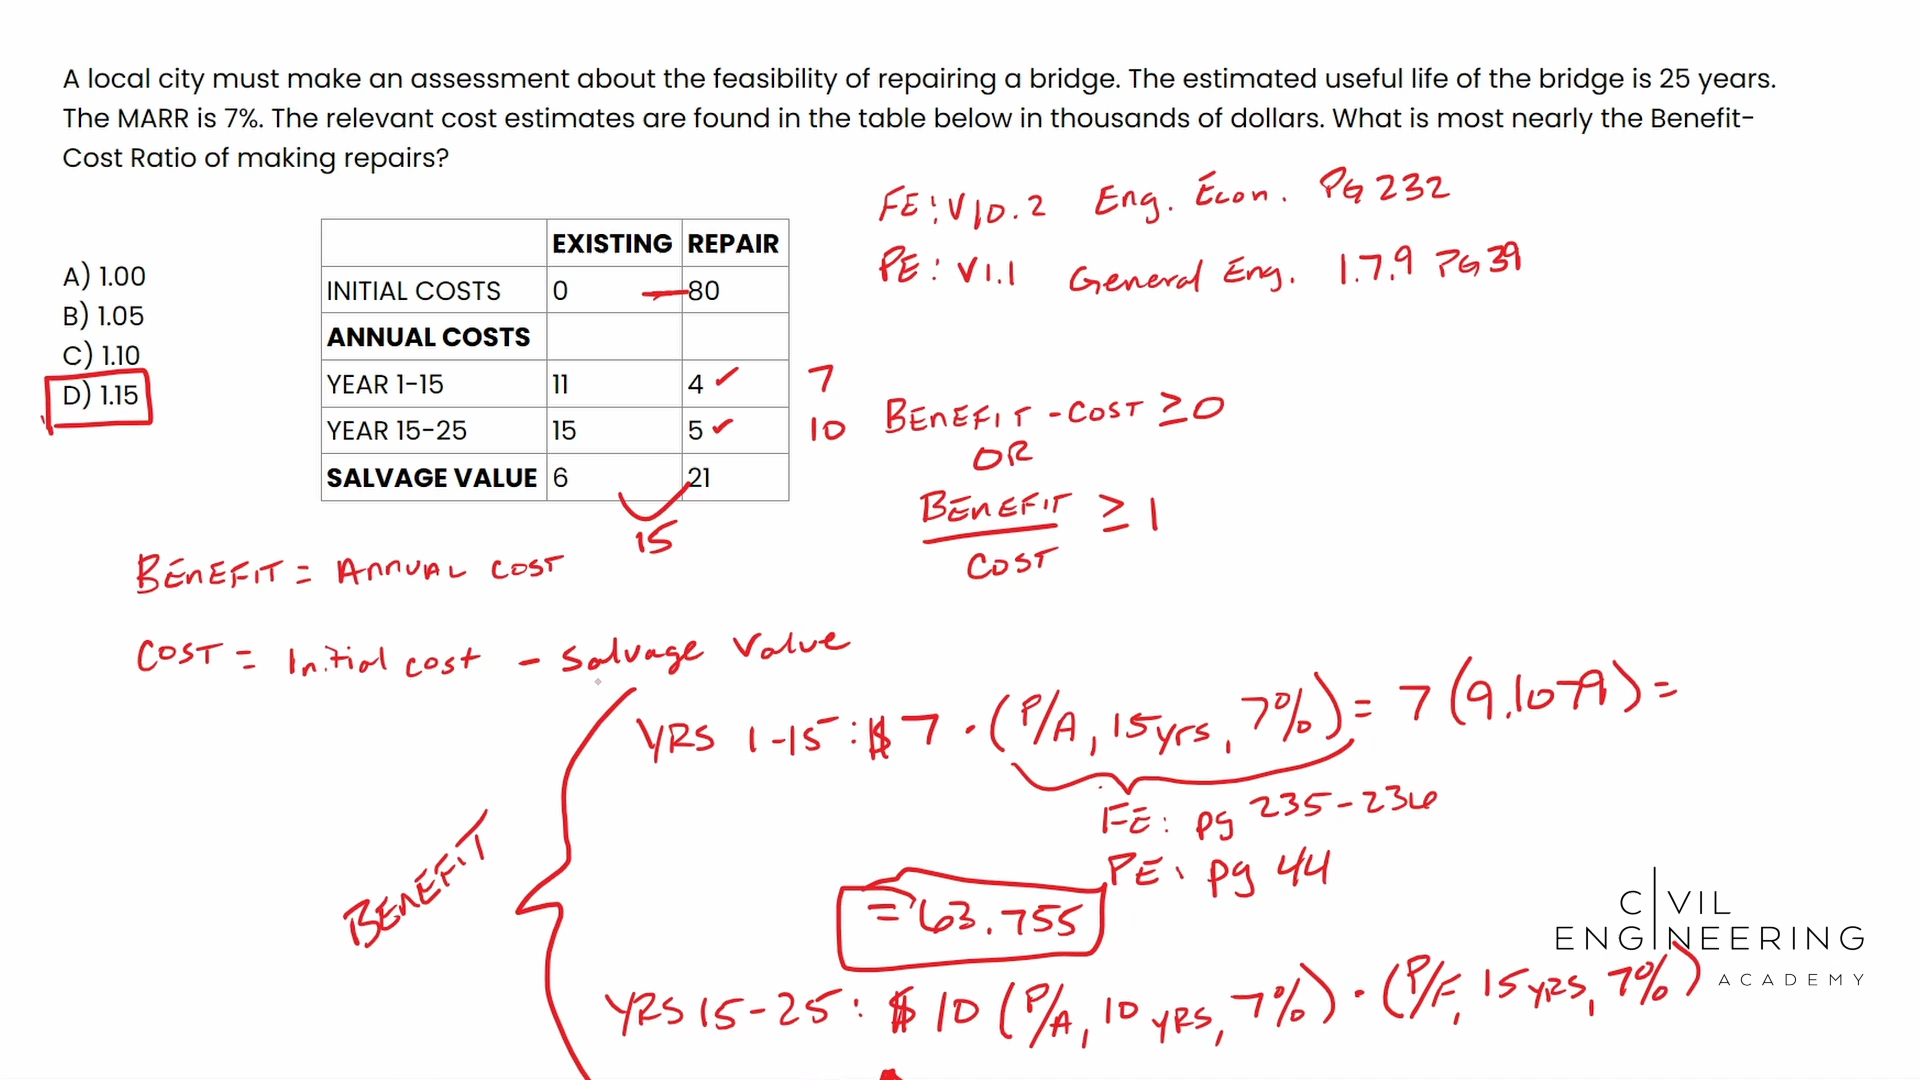 A local city must make an assessment about the feasibility of repairing a bridge. The estimated useful life of the bridge is 25 years.
The MARR is 7%. The relevant cost estimates are found in the table below in thousands of dollars. What is most nearly the Benefit-
Cost Ratio of making repairs?
FE: V10.2 Eng. Econ. PG 232
PE: V1.1 General Eng. 1.7.9 PG 39
A) 1.00
B) 1.05
C) 1.10
D) 1.15
EXISTING REPAIR
INITIAL COSTS 0 80
ANNUAL COSTS
YEAR 1-15 11 4 7
YEAR 15-25 15 5 10
SALVAGE VALUE 6 21
15
BENEFIT - COST ≥ 0
OR
BENEFIT ≥ 1
COST
BENEFIT = ANNUAL COST
COST = Initial cost - Salvage Value
BENEFIT
YRS 1-15: $7 · (P/A, 15yrs, 7%) = 7 (9.1079) =
FE: pg 235-236
PE: pg 44
= 63.755
YRS 15-25: $10 (P/A, 10 yrs, 7%) · (P/F, 15 yrs, 7%)
CIVIL
ENGINEERING
ACADEMY